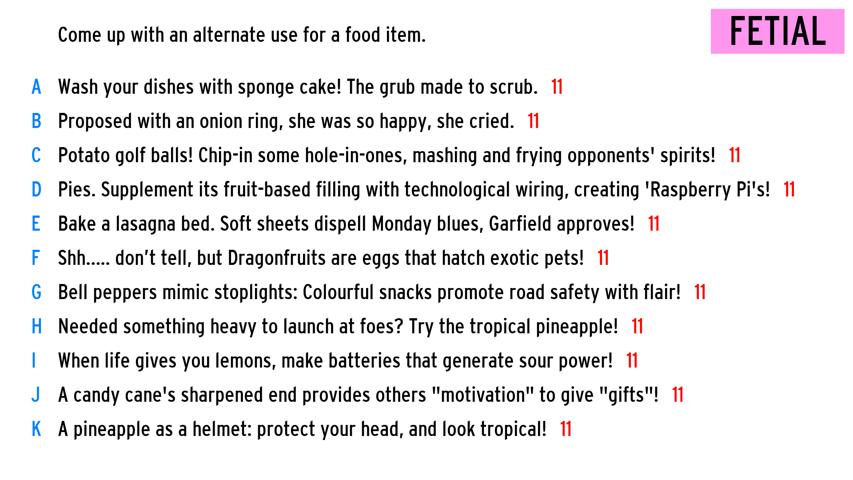 Come up with an alternate use for a food item.
FETIAL
A Wash your dishes with sponge cake! The grub made to scrub. 11
B Proposed with an onion ring, she was so happy, she cried. 11
C Potato golf balls! Chip-in some hole-in-ones, mashing and frying opponents' spirits! 11
D Pies. Supplement its fruit-based filling with technological wiring, creating 'Raspberry Pi's! 11
E Bake a lasagna bed. Soft sheets dispell Monday blues, Garfield approves! 11
F Shh..... don't tell, but Dragonfruits are eggs that hatch exotic pets! 11
G Bell peppers mimic stoplights: Colourful snacks promote road safety with flair! 11
H Needed something heavy to launch at foes? Try the tropical pineapple! 11
I When life gives you lemons, make batteries that generate sour power! 11
J A candy cane's sharpened end provides others "motivation" to give "gifts"! 11
K A pineapple as a helmet: protect your head, and look tropical! 11